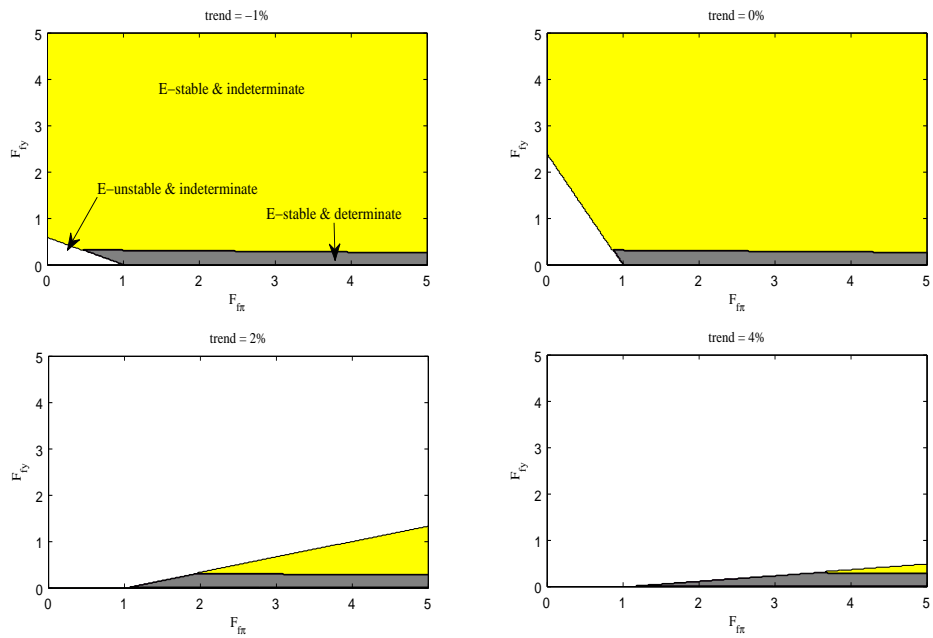 trend = −1%
5
4
3
2
1
0
F_fy
E−stable & indeterminate
E−unstable & indeterminate
E−stable & determinate
0 1 2 3 4 5
F_fπ
trend = 0%
5
4
3
2
1
0
F_fy
0 1 2 3 4 5
F_fπ
trend = 2%
5
4
3
2
1
0
F_fy
0 1 2 3 4 5
F_fπ
trend = 4%
5
4
3
2
1
0
F_fy
0 1 2 3 4 5
F_fπ